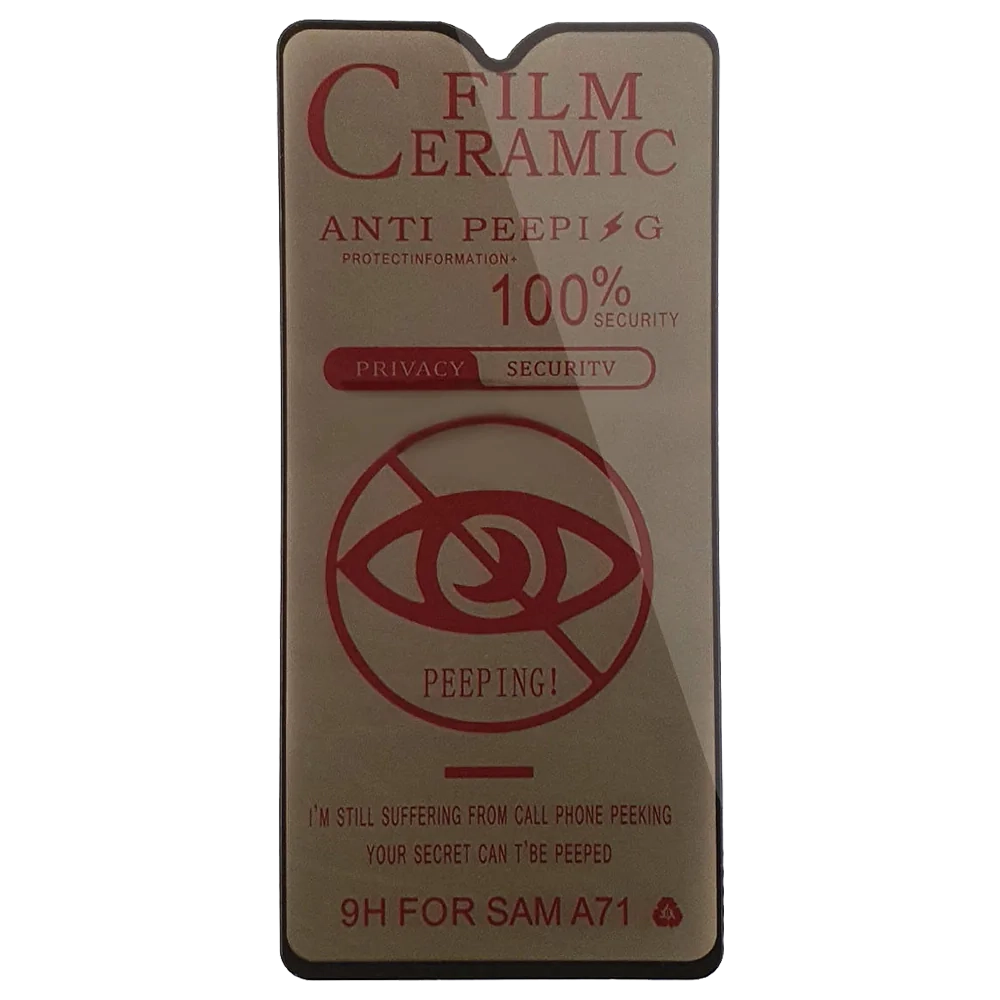 FILM
CERAMIC
ANTI PEEPI⚡G
PROTECTINFORMATION+
100%
SECURITY
PRIVACY SECURITV
PEEPING!
I'M STILL SUFFERING FROM CALL PHONE PEEKING
YOUR SECRET CAN T'BE PEEPED
9H FOR SAM A71